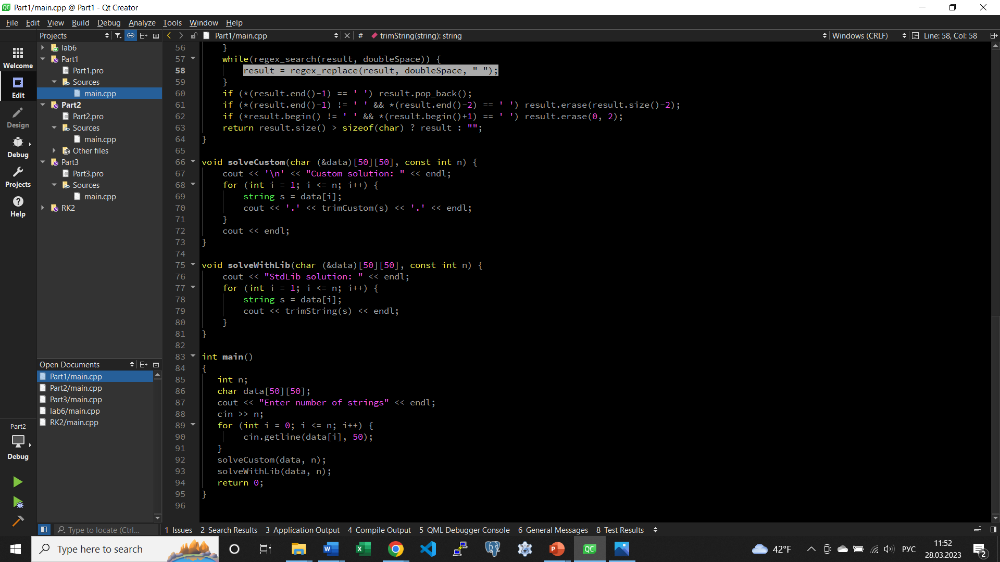 Part1/main.cpp @ Part1 - Qt Creator
File Edit View Build Debug Analyze Tools Window Help
Projects
Part1/main.cpp
# trimString(string): string
Windows (CRLF)
Line: 58, Col: 58
Welcome
Edit
Design
Debug
Projects
Help
lab6
Part1
Part1.pro
Sources
main.cpp
Part2
Part2.pro
Sources
main.cpp
Other files
Part3
Part3.pro
Sources
main.cpp
RK2
56 }
57 while(regex_search(result, doubleSpace)) {
58 result = regex_replace(result, doubleSpace, " ");
59 }
60 if (*(result.end()-1) == ' ') result.pop_back();
61 if (*(result.end()-1) != ' ' && *(result.end()-2) == ' ') result.erase(result.size()-2);
62 if (*result.begin() != ' ' && *(result.begin()+1) == ' ') result.erase(0, 2);
63 return result.size() > sizeof(char) ? result : "";
64 }
65
66 void solveCustom(char (&data)[50][50], const int n) {
67 cout << '\n' << "Custom solution: " << endl;
68 for (int i = 1; i <= n; i++) {
69 string s = data[i];
70 cout << '.' << trimCustom(s) << '.' << endl;
71 }
72 cout << endl;
73 }
74
75 void solveWithLib(char (&data)[50][50], const int n) {
76 cout << "StdLib solution: " << endl;
77 for (int i = 1; i <= n; i++) {
78 string s = data[i];
79 cout << trimString(s) << endl;
80 }
81 }
82
83 int main()
84 {
85 int n;
86 char data[50][50];
87 cout << "Enter number of strings" << endl;
88 cin >> n;
89 for (int i = 0; i <= n; i++) {
90 cin.getline(data[i], 50);
91 }
92 solveCustom(data, n);
93 solveWithLib(data, n);
94 return 0;
95 }
96
Open Documents
Part1/main.cpp
Part2/main.cpp
Part3/main.cpp
lab6/main.cpp
RK2/main.cpp
Part2
Debug
Type to locate (Ctrl...
1 Issues 2 Search Results 3 Application Output 4 Compile Output 5 QML Debugger Console 6 General Messages 8 Test Results
Type here to search
42°F
РУС
11:52
28.03.2023
2